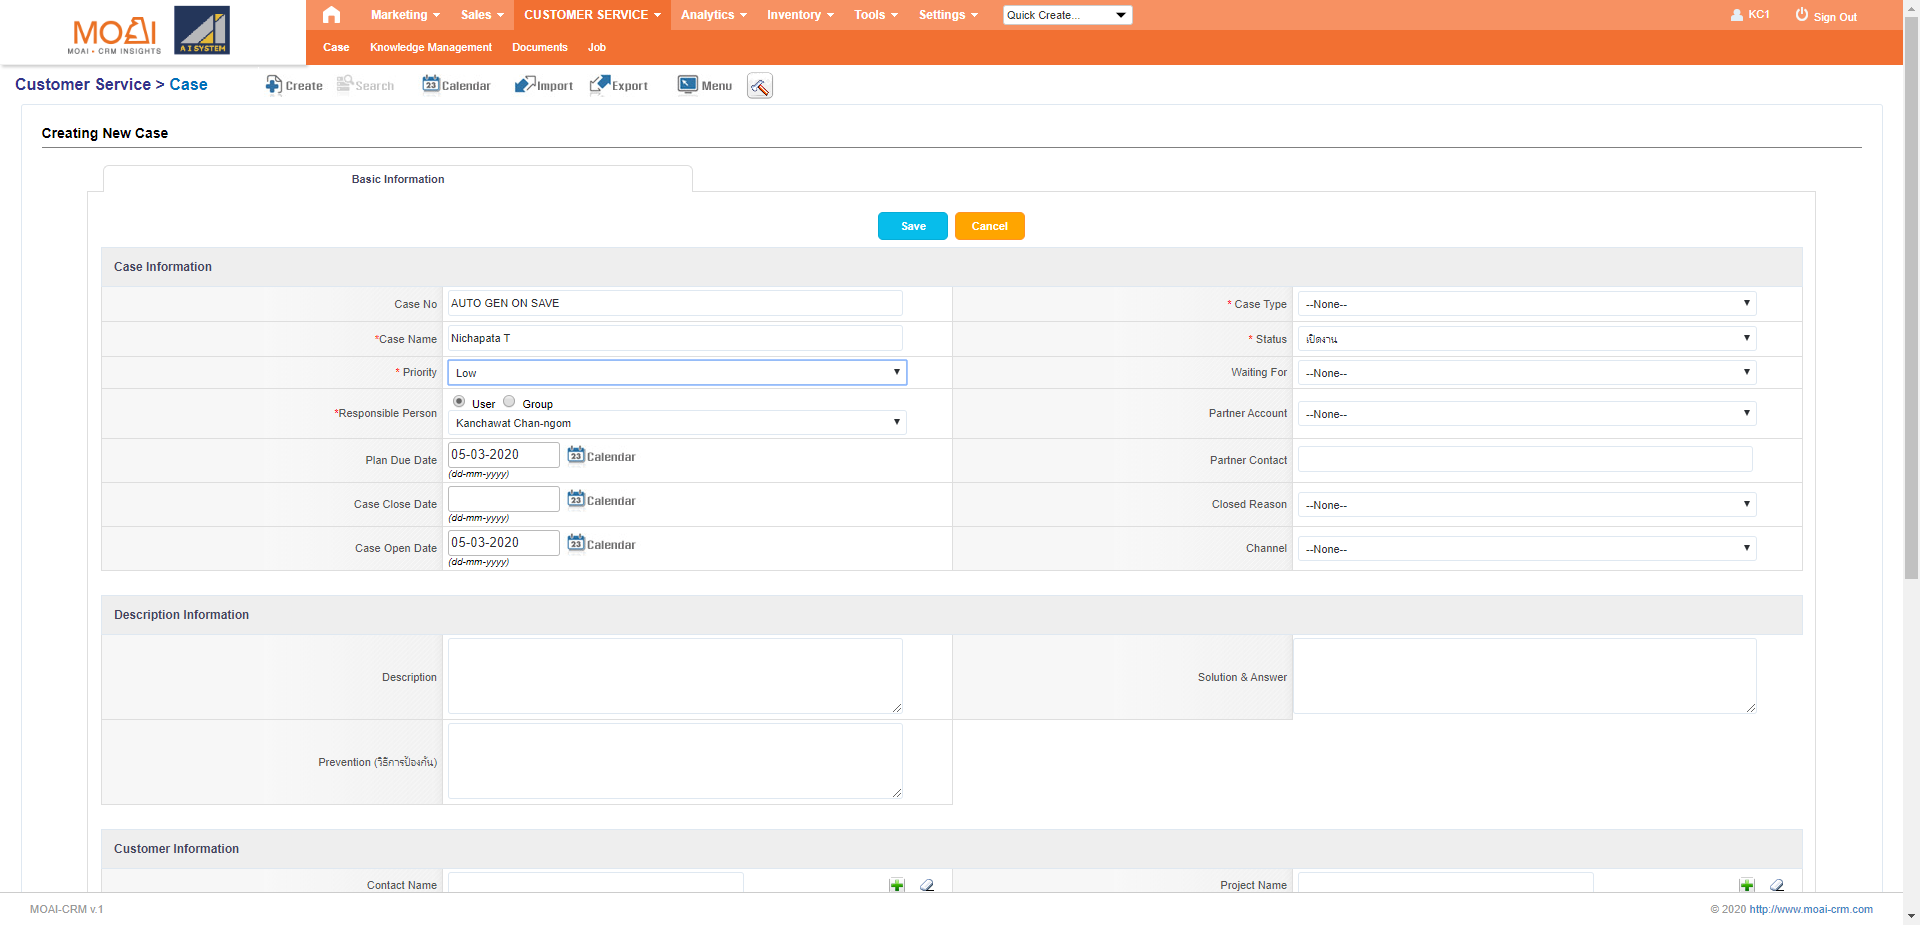 MOAI
MOAI • CRM INSIGHTS
A I SYSTEM
Marketing Sales CUSTOMER SERVICE Analytics Inventory Tools Settings Quick Create... KC1 Sign Out
Case Knowledge Management Documents Job
Customer Service > Case Create Search Calendar Import Export Menu
Creating New Case
Basic Information
Save Cancel
Case Information
Case No AUTO GEN ON SAVE * Case Type --None--
*Case Name Nichapata T * Status เปิดงาน
* Priority Low Waiting For --None--
*Responsible Person User Group
Kanchawat Chan-ngom Partner Account --None--
Plan Due Date 05-03-2020 23 Calendar Partner Contact
(dd-mm-yyyy)
Case Close Date 23 Calendar Closed Reason --None--
(dd-mm-yyyy)
Case Open Date 05-03-2020 23 Calendar Channel --None--
(dd-mm-yyyy)
Description Information
Description Solution & Answer
Prevention (วิธีการป้องกัน)
Customer Information
Contact Name Project Name
MOAI-CRM v.1 © 2020 http://www.moai-crm.com